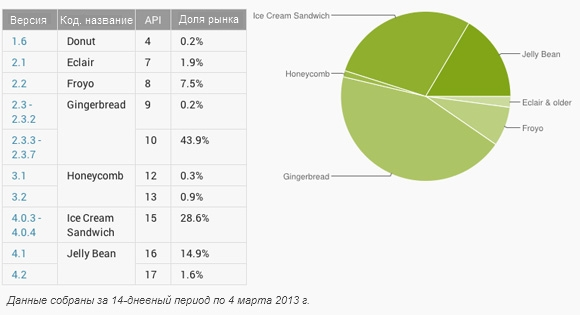 Версия Код. название API Доля рынка
1.6 Donut 4 0.2%
2.1 Eclair 7 1.9%
2.2 Froyo 8 7.5%
2.3 - Gingerbread 9 0.2%
2.3.2
2.3.3 - 10 43.9%
2.3.7
3.1 Honeycomb 12 0.3%
3.2 13 0.9%
4.0.3 - Ice Cream 15 28.6%
4.0.4 Sandwich
4.1 Jelly Bean 16 14.9%
4.2 17 1.6%
Ice Cream Sandwich
Jelly Bean
Honeycomb
Eclair & older
Froyo
Gingerbread
Данные собраны за 14-дневный период по 4 марта 2013 г.